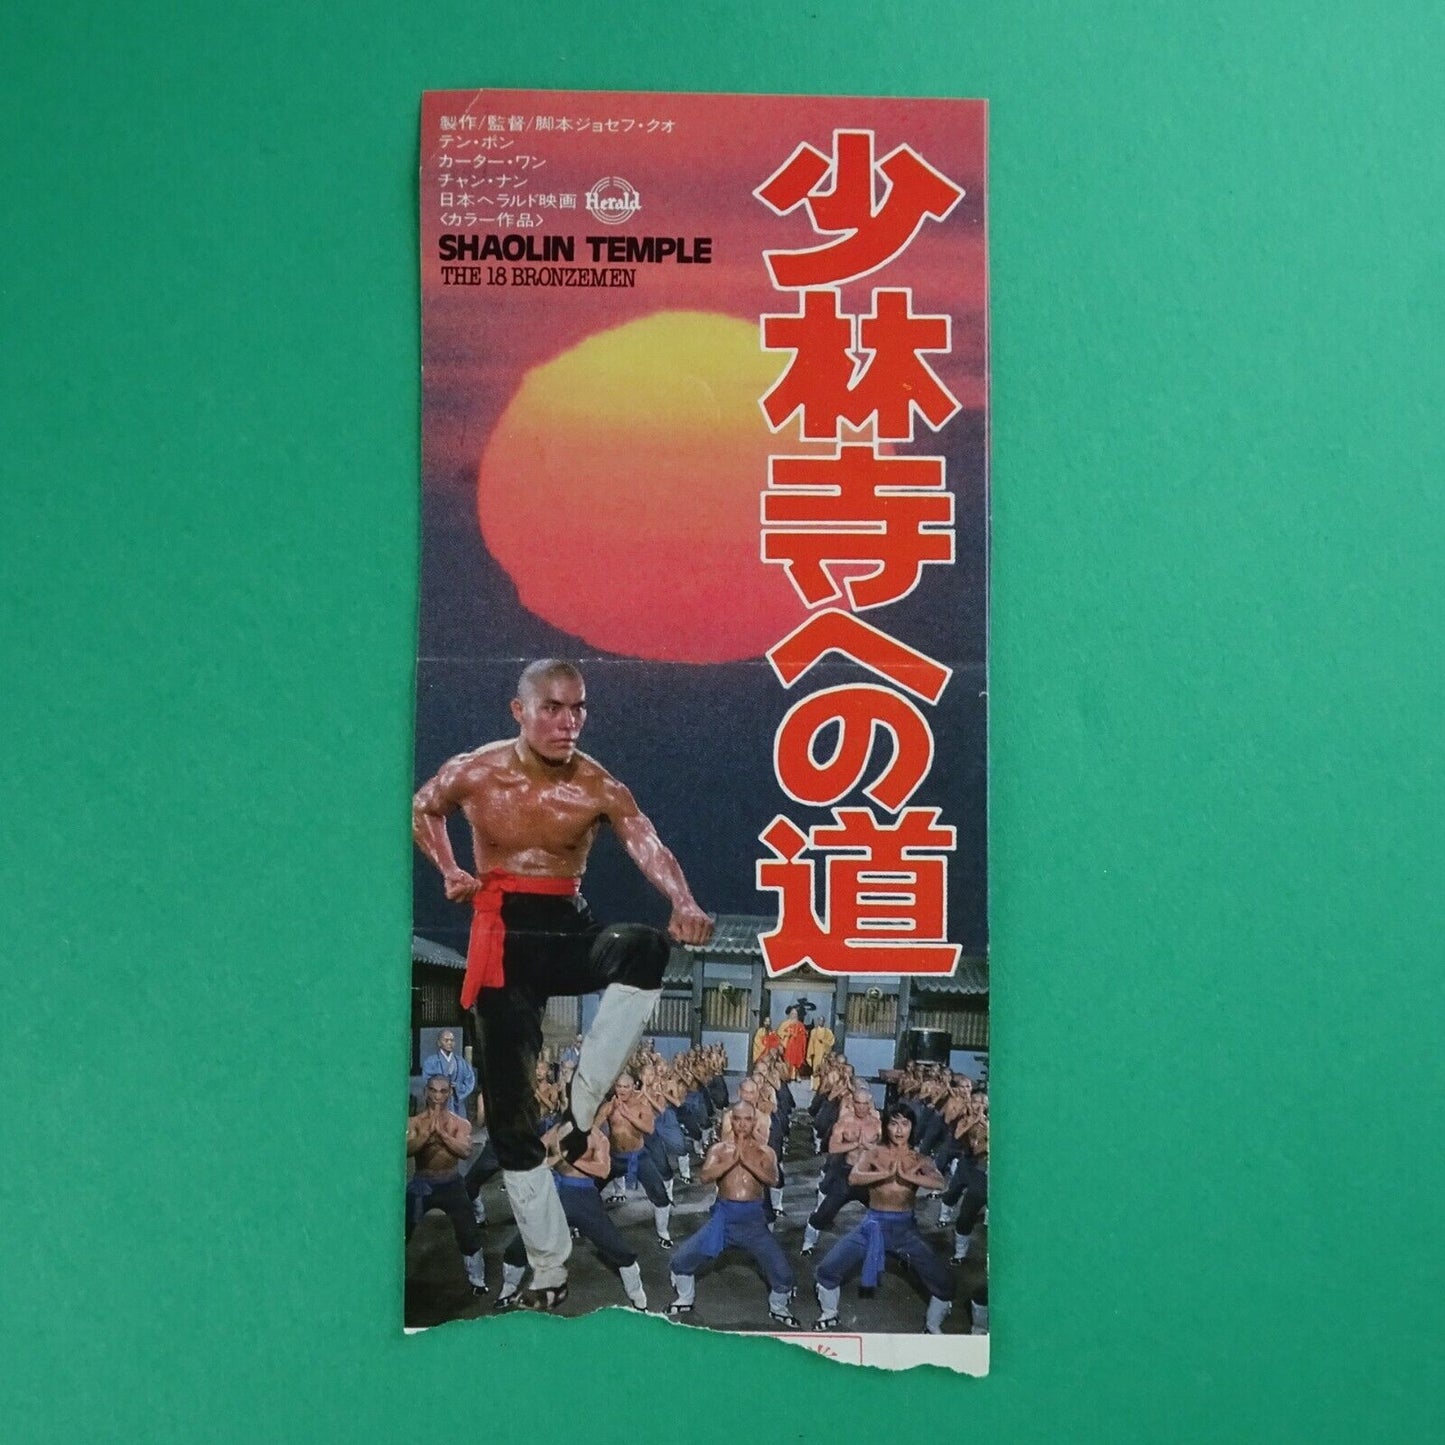 製作/監督/脚本ジョセフ・クオ
テン・ポン
カーター・ワン
チャン・ナン
日本ヘラルド映画 Herald
〈カラー作品〉
SHAOLIN TEMPLE
THE 18 BRONZEMEN
少林寺への道